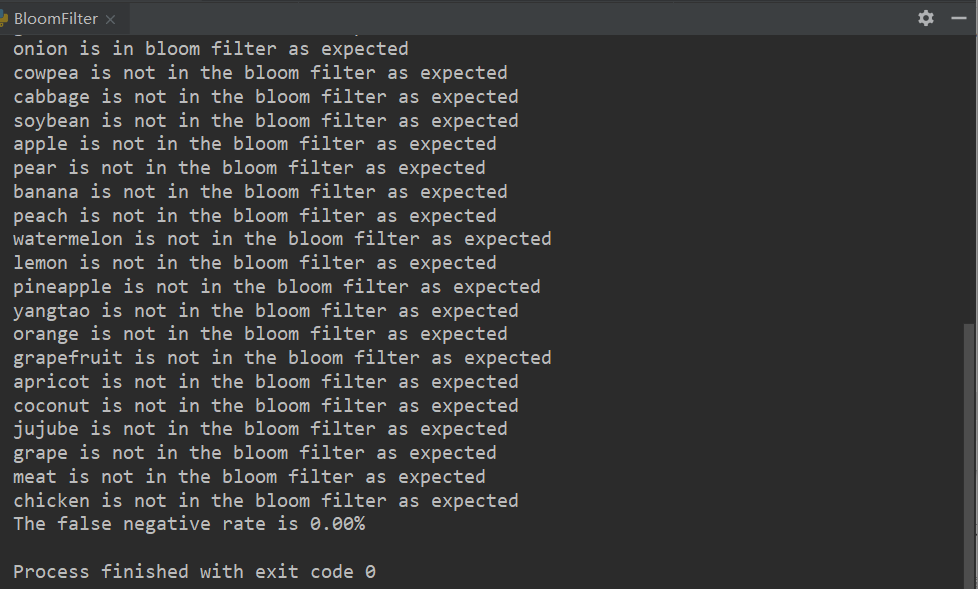 BloomFilter
onion is in bloom filter as expected
cowpea is not in the bloom filter as expected
cabbage is not in the bloom filter as expected
soybean is not in the bloom filter as expected
apple is not in the bloom filter as expected
pear is not in the bloom filter as expected
banana is not in the bloom filter as expected
peach is not in the bloom filter as expected
watermelon is not in the bloom filter as expected
lemon is not in the bloom filter as expected
pineapple is not in the bloom filter as expected
yangtao is not in the bloom filter as expected
orange is not in the bloom filter as expected
grapefruit is not in the bloom filter as expected
apricot is not in the bloom filter as expected
coconut is not in the bloom filter as expected
jujube is not in the bloom filter as expected
grape is not in the bloom filter as expected
meat is not in the bloom filter as expected
chicken is not in the bloom filter as expected
The false negative rate is 0.00%
Process finished with exit code 0